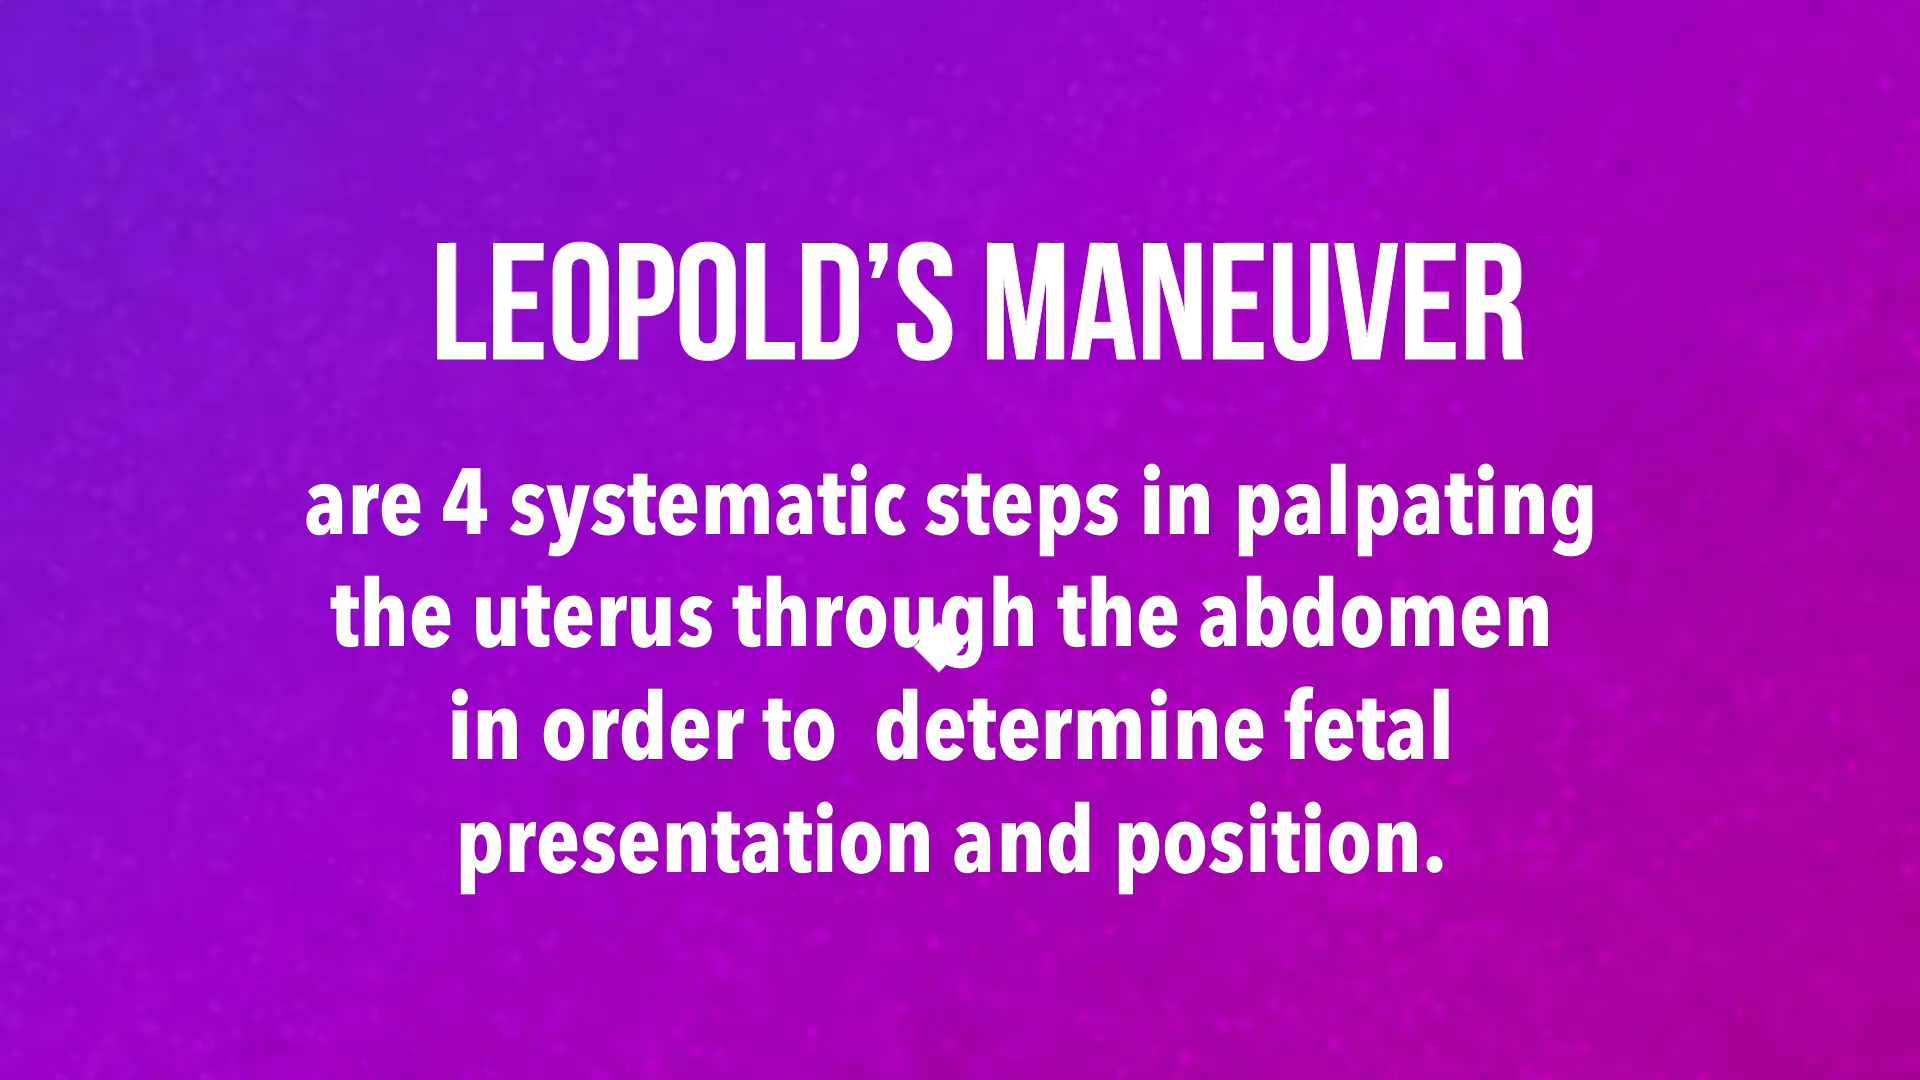 LEOPOLD’S MANEUVER
are 4 systematic steps in palpating
the uterus through the abdomen
in order to  determine fetal
presentation and position.